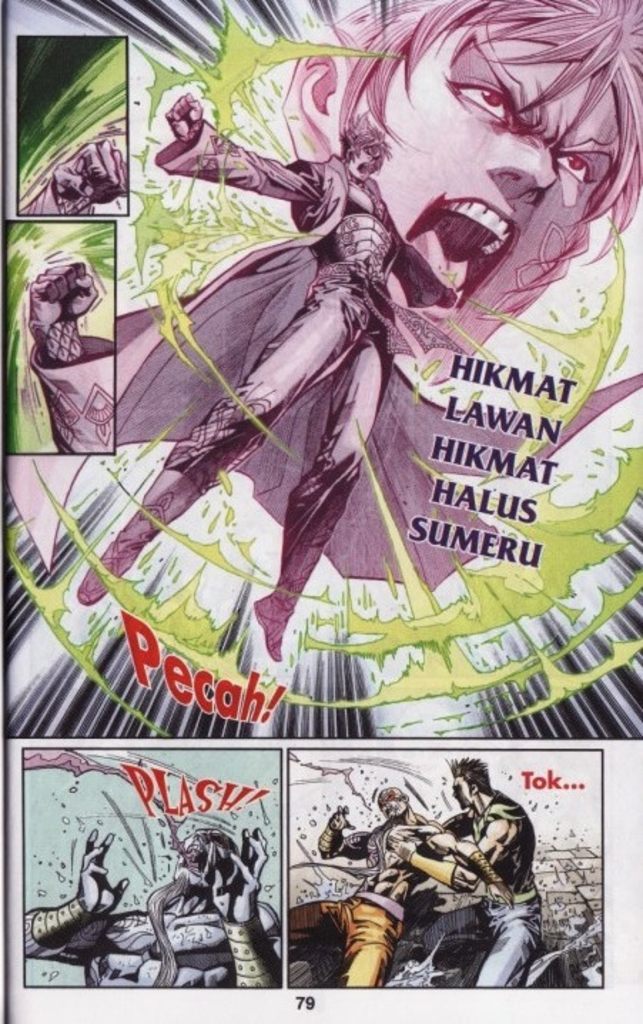 HIKMAT
LAWAN
HIKMAT
HALUS
SUMERU
Pecah!
PLASH!
Tok...
79